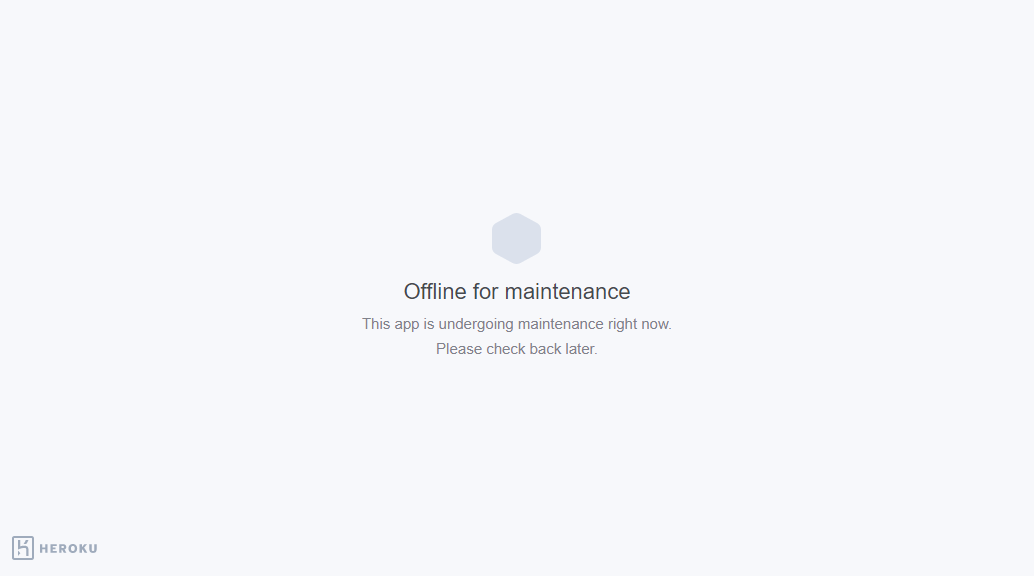 Offline for maintenance
This app is undergoing maintenance right now.
Please check back later.
HEROKU